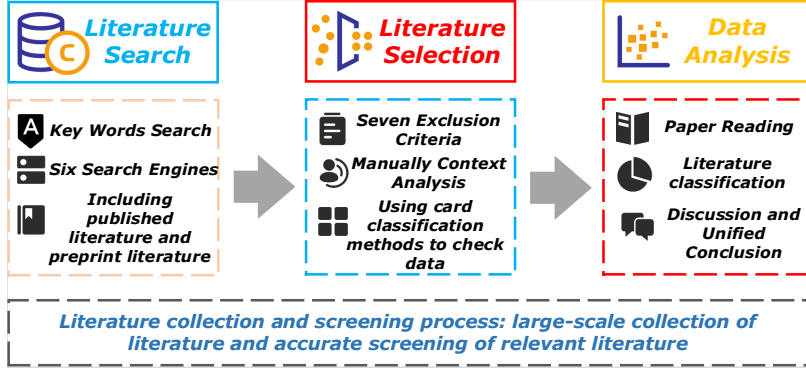 Literature
Search
C
Key Words Search
Six Search Engines
Including
published
literature and
preprint literature
Literature
Selection
Seven Exclusion
Criteria
Manually Context
Analysis
Using card
classification
methods to check
data
Data
Analysis
Paper Reading
Literature
classification
Discussion and
Unified
Conclusion
A
Literature collection and screening process: large-scale collection of
literature and accurate screening of relevant literature